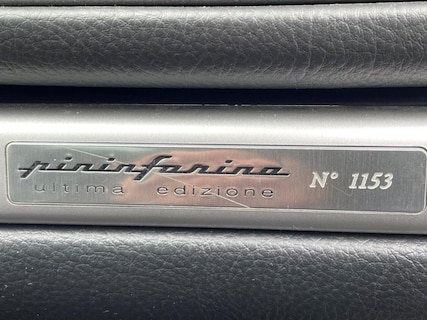 pininfarina
ultima edizione
N° 1153